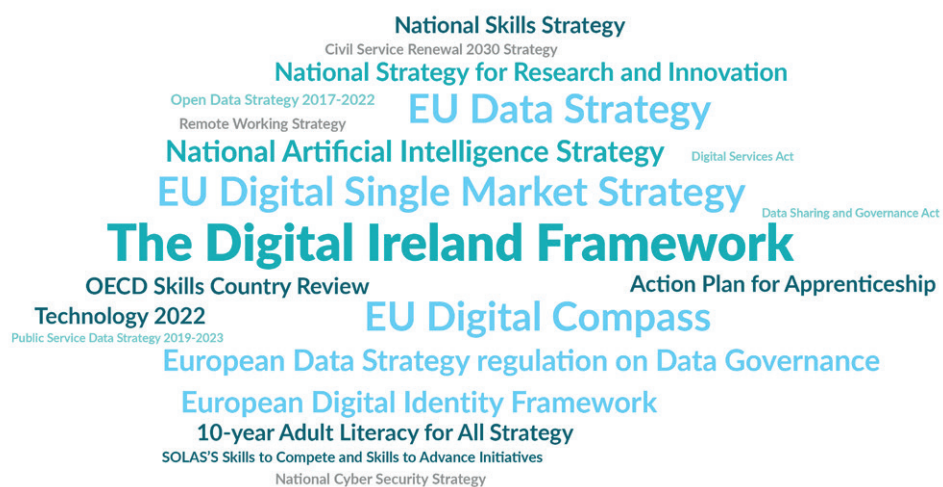 National Skills Strategy
Civil Service Renewal 2030 Strategy
National Strategy for Research and Innovation
Open Data Strategy 2017-2022
EU Data Strategy
Remote Working Strategy
National Artificial Intelligence Strategy
Digital Services Act
EU Digital Single Market Strategy
Data Sharing and Governance Act
The Digital Ireland Framework
OECD Skills Country Review
Action Plan for Apprenticeship
Technology 2022
EU Digital Compass
Public Service Data Strategy 2019-2023
European Data Strategy regulation on Data Governance
European Digital Identity Framework
10-year Adult Literacy for All Strategy
SOLAS'S Skills to Compete and Skills to Advance Initiatives
National Cyber Security Strategy